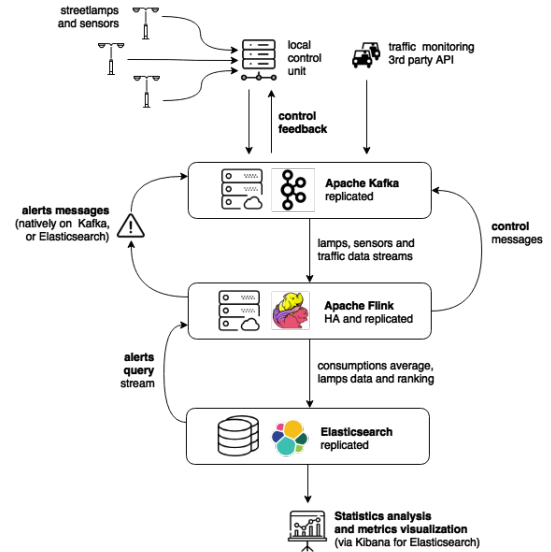 streetlamps
and sensors
local
control
unit
traffic monitoring
3rd party API
control
feedback
Apache Kafka
replicated
alerts messages
(natively on Kafka,
or Elasticsearch)
control
messages
lamps, sensors and
traffic data streams
Apache Flink
HA and replicated
alerts
query
stream
consumptions average,
lamps data and ranking
Elasticsearch
replicated
Statistics analysis
and metrics visualization
(via Kibana for Elasticsearch)